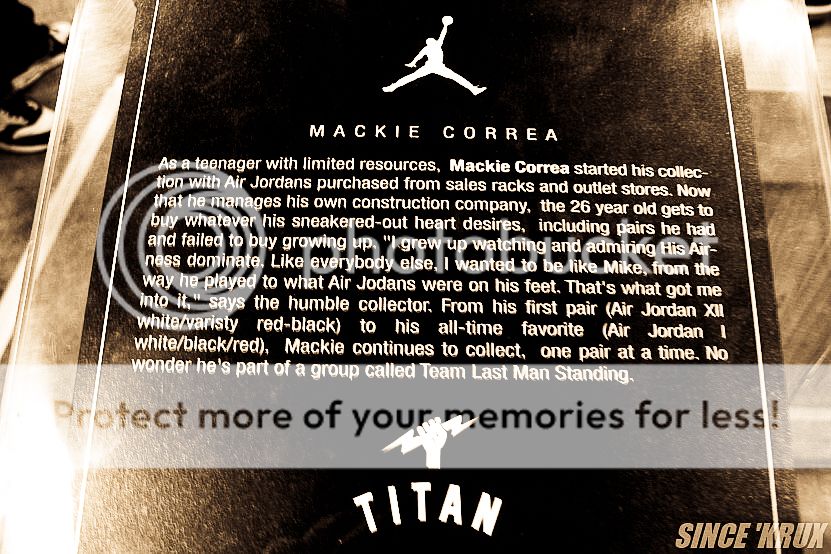 MACKIE CORREA
As a teenager with limited resources, Mackie Correa started his collec-
tion with Air Jordans purchased from sales racks and outlet stores. Now
that he manages his own construction company, the 26 year old gets to
buy whatever his sneakered-out heart desires, including pairs he had
and failed to buy growing up. "I grew up watching and admiring His Air-
ness dominate. Like everybody else, I wanted to be like Mike, from the
way he played to what Air Jodans were on his feet. That's what got me
into it," says the humble collector. From his first pair (Air Jordan XII
white/varisty red-black) to his all-time favorite (Air Jordan I
white/black/red), Mackie continues to collect, one pair at a time. No
wonder he's part of a group called Team Last Man Standing.
photobucket
Protect more of your memories for less!
TITAN
SINCE 'KRUX